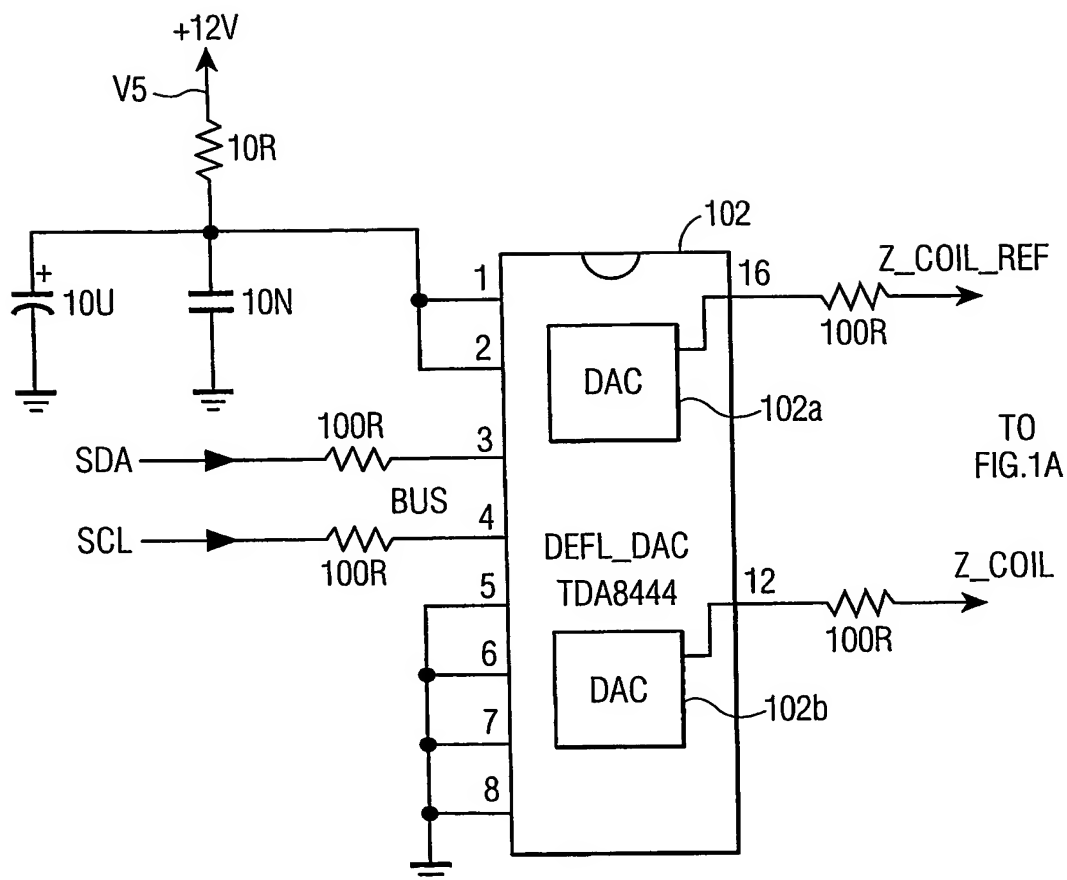 +12V
V5
10R
+
10U
10N
1
2
100R
SDA
3
BUS
SCL
4
100R
5
6
7
8
102
16
Z_COIL_REF
100R
DAC
102a
TO
FIG.1A
DEFL_DAC
TDA8444
12
Z_COIL
100R
DAC
102b